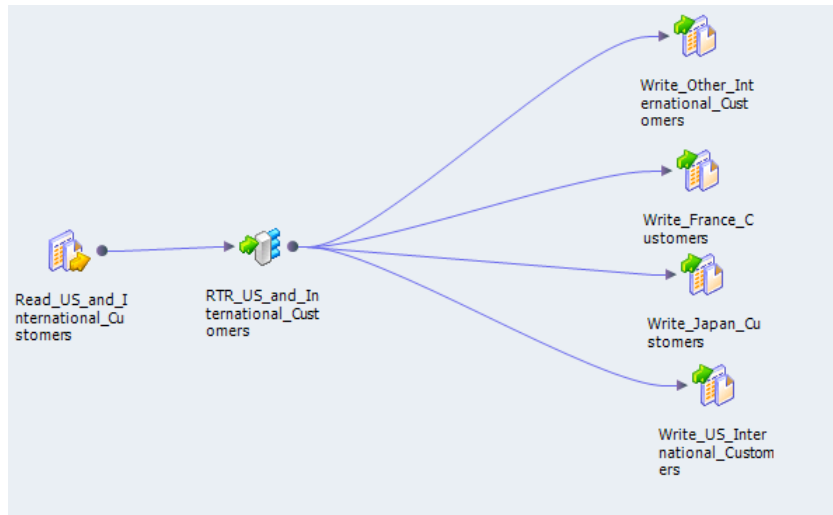 Write_Other_Int
ernational_Cust
omers
Write_France_C
ustomers
Read_US_and_I
nternational_Cu
stomers
RTR_US_and_In
ternational_Cust
omers
Write_Japan_Cu
stomers
Write_US_Inter
national_Custom
ers